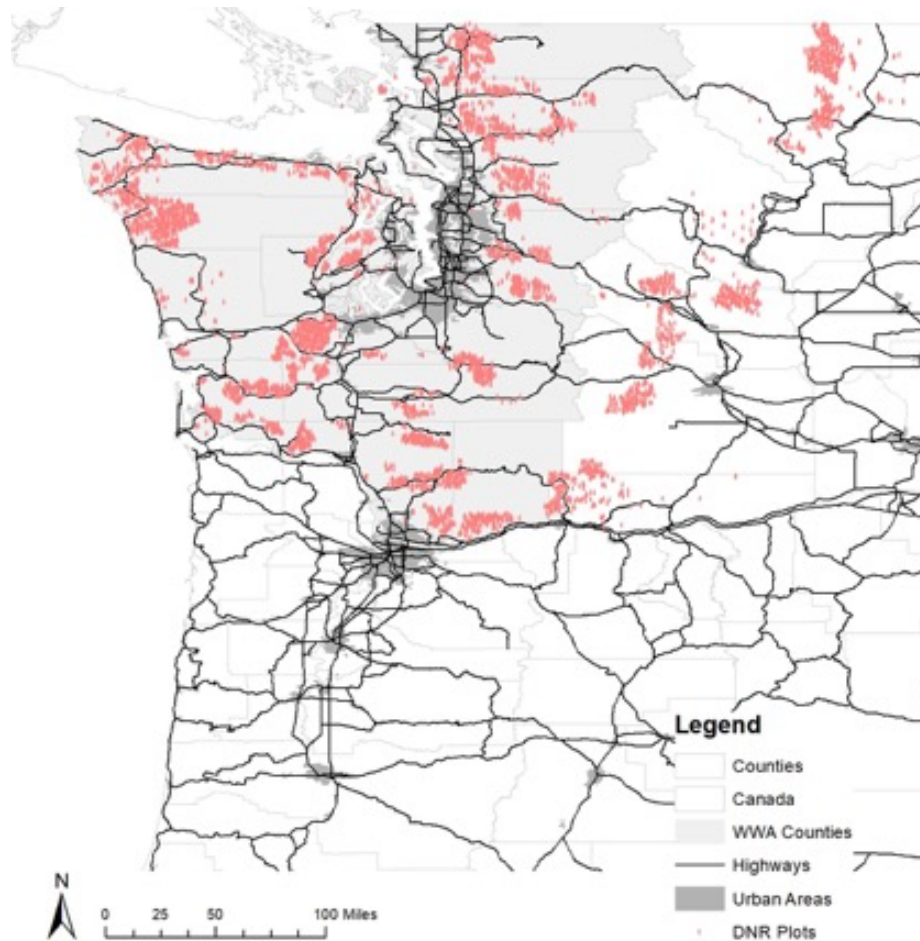 Legend
Counties
Canada
WWA Counties
Highways
Urban Areas
DNR Plots
N
0 25 50 100 Miles